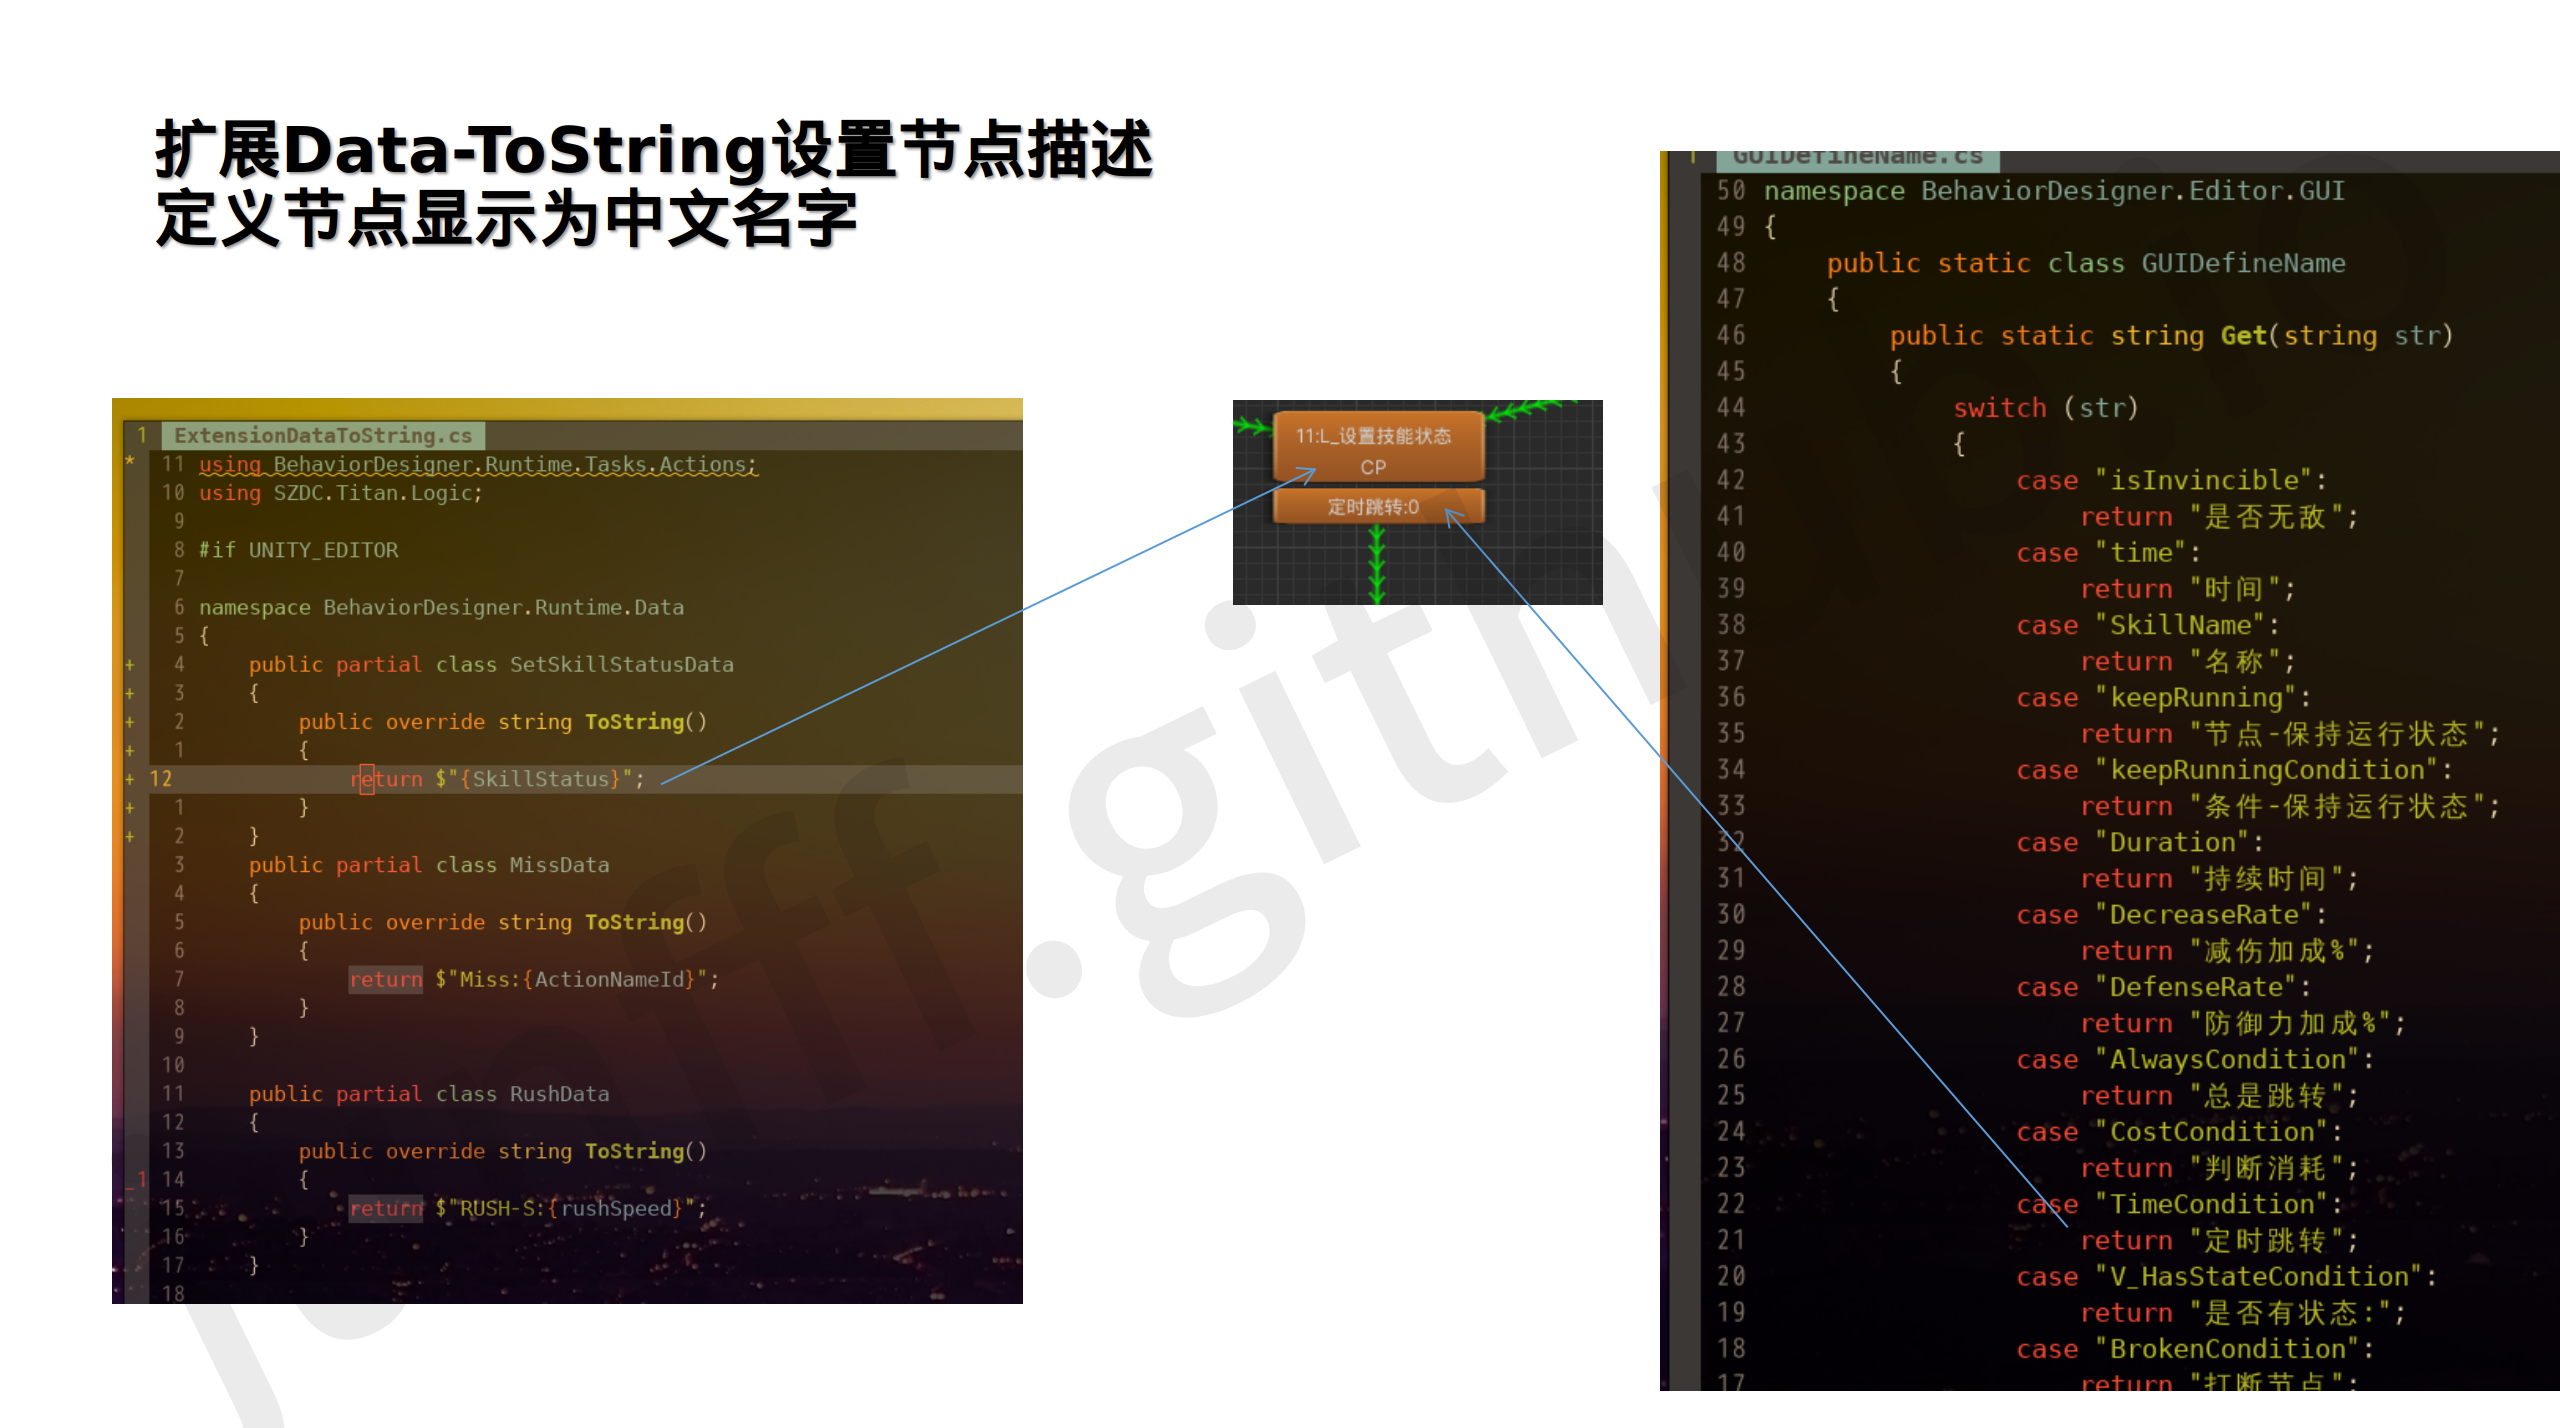 扩展Data-ToString设置节点描述
定义节点显示为中文名字
1 ExtensionDataToString.cs
* 11 using BehaviorDesigner.Runtime.Tasks.Actions;
10 using SZDC.Titan.Logic;
9
8 #if UNITY_EDITOR
7
6 namespace BehaviorDesigner.Runtime.Data
5 {
+ 4 public partial class SetSkillStatusData
+ 3 {
+ 2 public override string ToString()
+ 1 {
+ 12 return $"{SkillStatus}";
+ 1 }
+ 2 }
3 public partial class MissData
4 {
5 public override string ToString()
6 {
7 return $"Miss:{ActionNameId}";
8 }
9 }
10
11 public partial class RushData
12 {
13 public override string ToString()
_1 14 {
15 return $"RUSH-S:{rushSpeed}";
16 }
17 }
18
11:L_设置技能状态
CP
定时跳转:0
GUIDefineName.cs
50 namespace BehaviorDesigner.Editor.GUI
49 {
48 public static class GUIDefineName
47 {
46 public static string Get(string str)
45 {
44 switch (str)
43 {
42 case "isInvincible":
41 return "是否无敌";
40 case "time":
39 return "时间";
38 case "SkillName":
37 return "名称";
36 case "keepRunning":
35 return "节点-保持运行状态";
34 case "keepRunningCondition":
33 return "条件-保持运行状态";
32 case "Duration":
31 return "持续时间";
30 case "DecreaseRate":
29 return "减伤加成%";
28 case "DefenseRate":
27 return "防御力加成%";
26 case "AlwaysCondition":
25 return "总是跳转";
24 case "CostCondition":
23 return "判断消耗";
22 case "TimeCondition":
21 return "定时跳转";
20 case "V_HasStateCondition":
19 return "是否有状态:";
18 case "BrokenCondition":
17 return "打断节点";